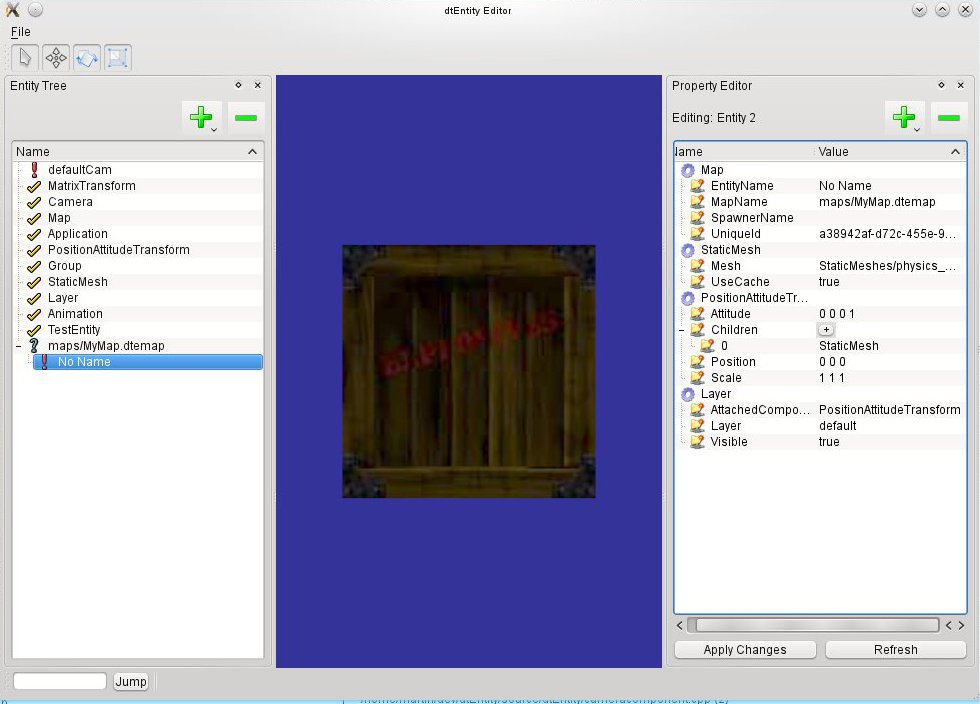 dtEntity Editor
File
Entity Tree
Name
defaultCam
MatrixTransform
Camera
Map
Application
PositionAttitudeTransform
Group
StaticMesh
Layer
Animation
TestEntity
maps/MyMap.dtemap
No Name
Jump
Property Editor
Editing: Entity 2
Name Value
Map
EntityName No Name
MapName maps/MyMap.dtemap
SpawnerName
UniqueId a38942af-d72c-455e-9...
StaticMesh
Mesh StaticMeshes/physics_...
UseCache true
PositionAttitudeTr...
Attitude 0 0 0 1
Children +
0 StaticMesh
Position 0 0 0
Scale 1 1 1
Layer
AttachedCompo... PositionAttitudeTransform
Layer default
Visible true
Apply Changes Refresh